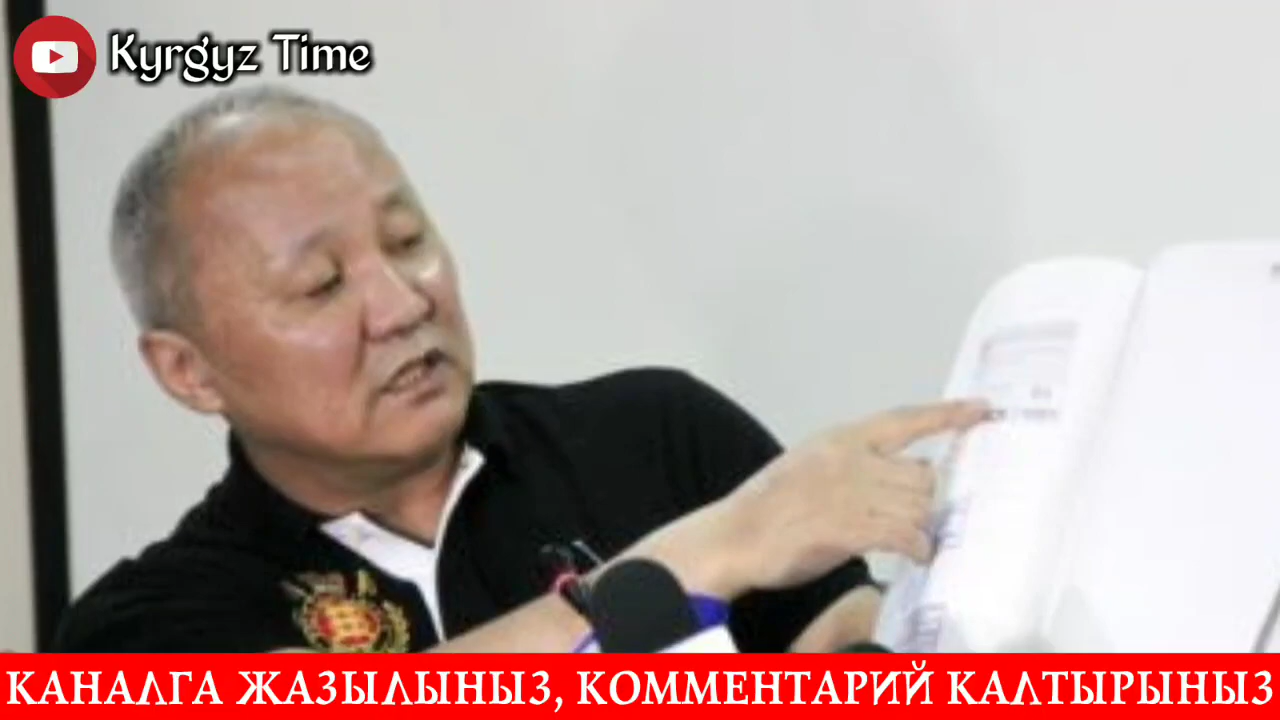 Kyrgyz Time
КАНАЛГА ЖАЗЫЛЫНЫЗ, КОММЕНТАРИЙ КАЛТЫРЫНЫЗ